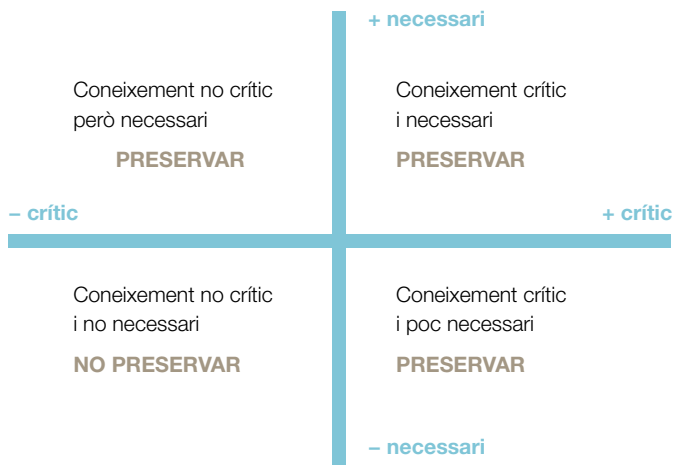 + necessari
Coneixement no crític
però necessari
PRESERVAR
Coneixement crític
i necessari
PRESERVAR
– crític
+ crític
Coneixement no crític
i no necessari
NO PRESERVAR
Coneixement crític
i poc necessari
PRESERVAR
– necessari